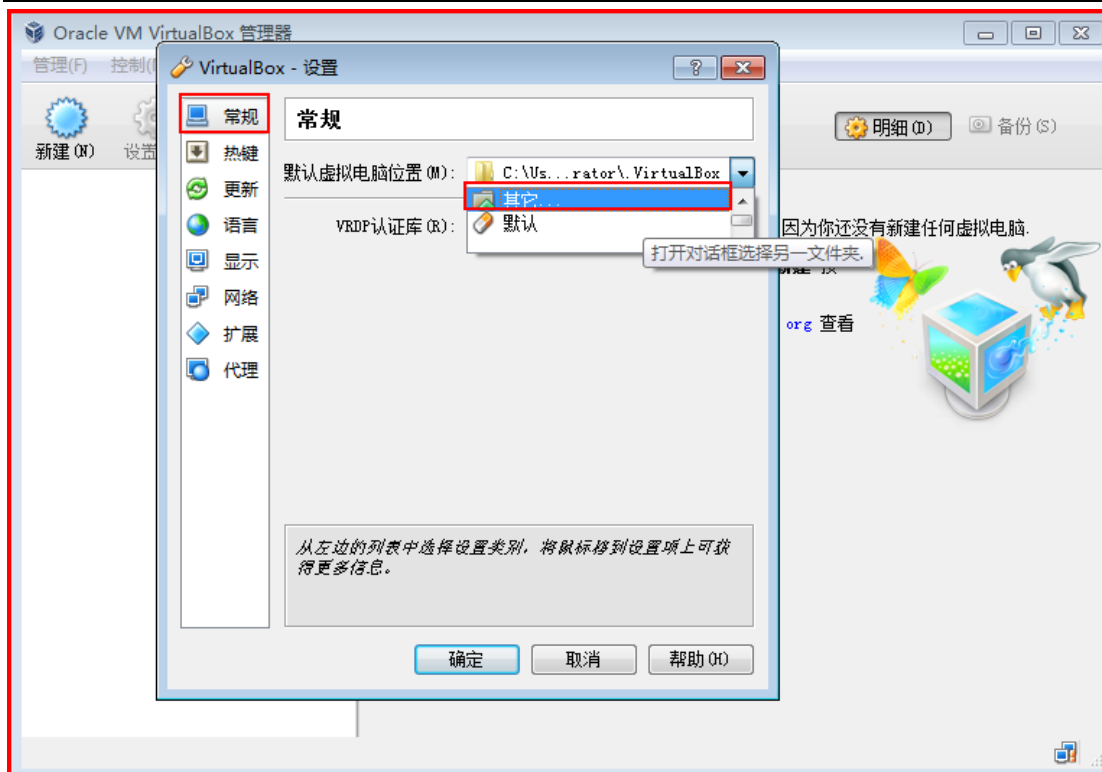 Oracle VM VirtualBox 管理器
管理(F) 控制(
VirtualBox - 设置
新建(N) 设置
明细(D) 备份(S)
常规
热键
更新
语言
显示
网络
扩展
代理
常规
默认虚拟电脑位置(M): C:\Us...rator\.VirtualBox
其它...
默认
VRDP认证库(R):
打开对话框选择另一文件夹.
因为你还没有新建任何虚拟电脑.
org 查看
从左边的列表中选择设置类别, 将鼠标移到设置项上可获
得更多信息。
确定 取消 帮助(H)